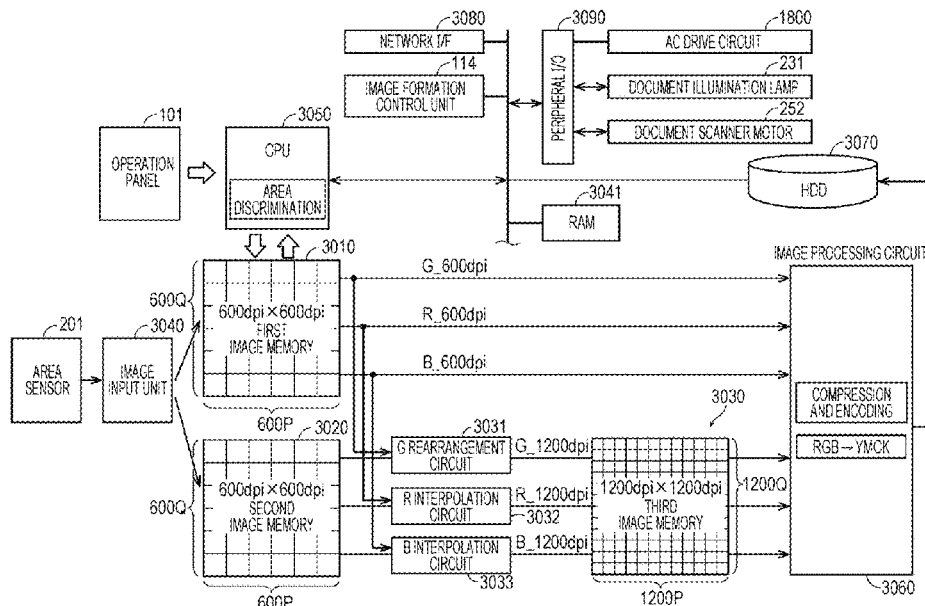 3080
NETWORK I/F
114
IMAGE FORMATION
CONTROL UNIT
3090
PERIPHERAL I/O
1800
AC DRIVE CIRCUIT
231
DOCUMENT ILLUMINATION LAMP
252
DOCUMENT SCANNER MOTOR
101
OPERATION
PANEL
3050
CPU
AREA
DISCRIMINATION
3070
HDD
3041
RAM
3010
600Q
600dpi×600dpi
FIRST
IMAGE MEMORY
600P
G_600dpi
R_600dpi
B_600dpi
IMAGE PROCESSING CIRCUIT
COMPRESSION
AND ENCODING
RGB→YMCK
3060
201
AREA
SENSOR
3040
IMAGE
INPUT UNIT
3020
600Q
600dpi×600dpi
SECOND
IMAGE MEMORY
600P
3031
G REARRANGEMENT
CIRCUIT
R INTERPOLATION CIRCUIT
3032
B INTERPOLATION
CIRCUIT
3033
G_1200dpi
R_1200dpi
B_1200dpi
3030
1200dpi×1200dpi
THIRD
IMAGE MEMORY
1200Q
1200P